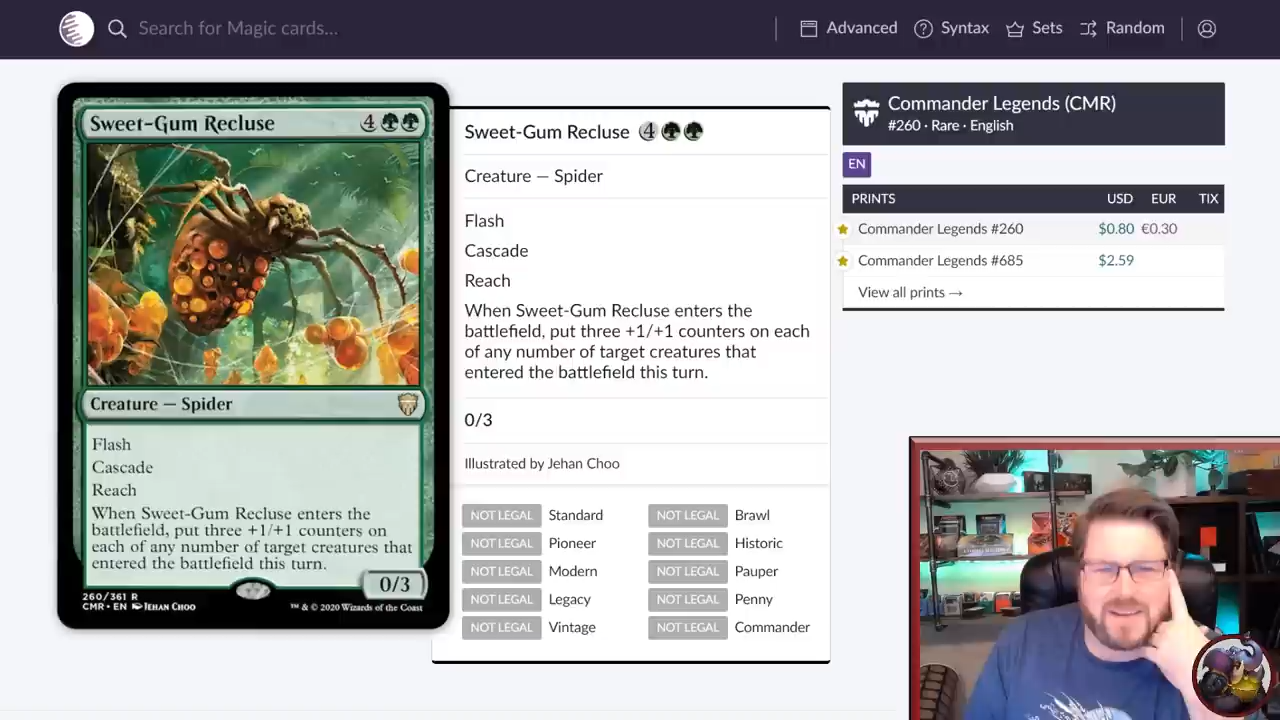 Search for Magic cards...
Advanced
Syntax
Sets
Random
Sweet-Gum Recluse 4
Creature — Spider
Flash
Cascade
Reach
When Sweet-Gum Recluse enters the
battlefield, put three +1/+1 counters on
each of any number of target creatures that
entered the battlefield this turn.
0/3
260/361 R
CMR • EN Jehan Choo
™ & © 2020 Wizards of the Coast
Sweet-Gum Recluse 4
Creature — Spider
Flash
Cascade
Reach
When Sweet-Gum Recluse enters the
battlefield, put three +1/+1 counters on each
of any number of target creatures that
entered the battlefield this turn.
0/3
Illustrated by Jehan Choo
NOT LEGAL Standard NOT LEGAL Brawl
NOT LEGAL Pioneer NOT LEGAL Historic
NOT LEGAL Modern NOT LEGAL Pauper
NOT LEGAL Legacy NOT LEGAL Penny
NOT LEGAL Vintage NOT LEGAL Commander
Commander Legends (CMR)
#260 · Rare · English
EN
PRINTS USD EUR TIX
Commander Legends #260 $0.80 €0.30
Commander Legends #685 $2.59
View all prints →